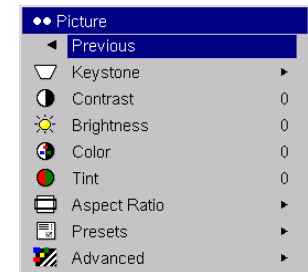 Picture
Previous
Keystone
Contrast 0
Brightness 0
Color 0
Tint 0
Aspect Ratio
Presets
Advanced